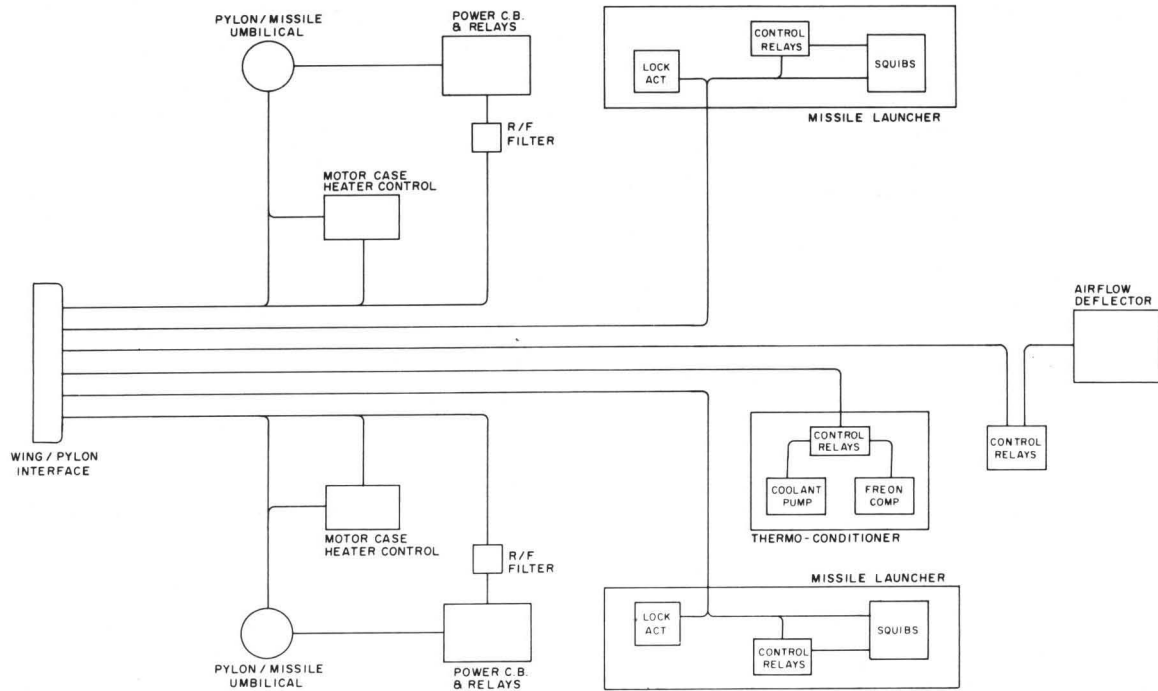 PYLON/MISSILE
UMBILICAL
POWER C.B.
& RELAYS
R/F
FILTER
MOTOR CASE
HEATER CONTROL
LOCK
ACT
CONTROL
RELAYS
SQUIBS
MISSILE LAUNCHER
AIRFLOW
DEFLECTOR
CONTROL
RELAYS
WING / PYLON
INTERFACE
CONTROL
RELAYS
COOLANT
PUMP
FREON
COMP
THERMO-CONDITIONER
MOTOR CASE
HEATER CONTROL
R/F
FILTER
PYLON/MISSILE
UMBILICAL
POWER C.B.
& RELAYS
MISSILE LAUNCHER
LOCK
ACT
CONTROL
RELAYS
SQUIBS